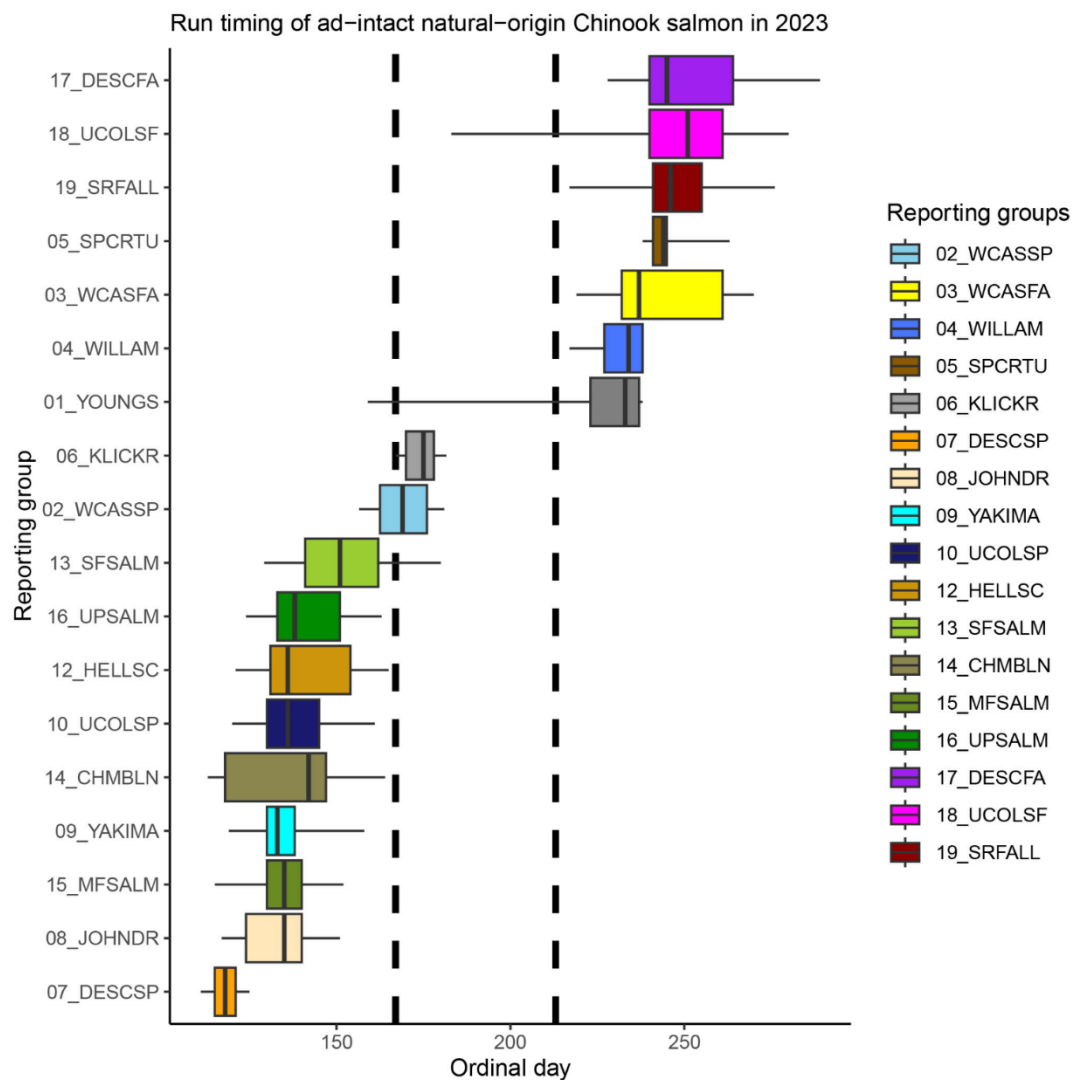 Run timing of ad−intact natural−origin Chinook salmon in 2023
17_DESCFA
18_UCOLSF
19_SRFALL
05_SPCRTU
03_WCASFA
04_WILLAM
01_YOUNGS
06_KLICKR
02_WCASSP
13_SFSALM
16_UPSALM
12_HELLSC
10_UCOLSP
14_CHMBLN
09_YAKIMA
15_MFSALM
08_JOHNDR
07_DESCSP
Reporting group
150 200 250
Ordinal day
Reporting groups
02_WCASSP
03_WCASFA
04_WILLAM
05_SPCRTU
06_KLICKR
07_DESCSP
08_JOHNDR
09_YAKIMA
10_UCOLSP
12_HELLSC
13_SFSALM
14_CHMBLN
15_MFSALM
16_UPSALM
17_DESCFA
18_UCOLSF
19_SRFALL